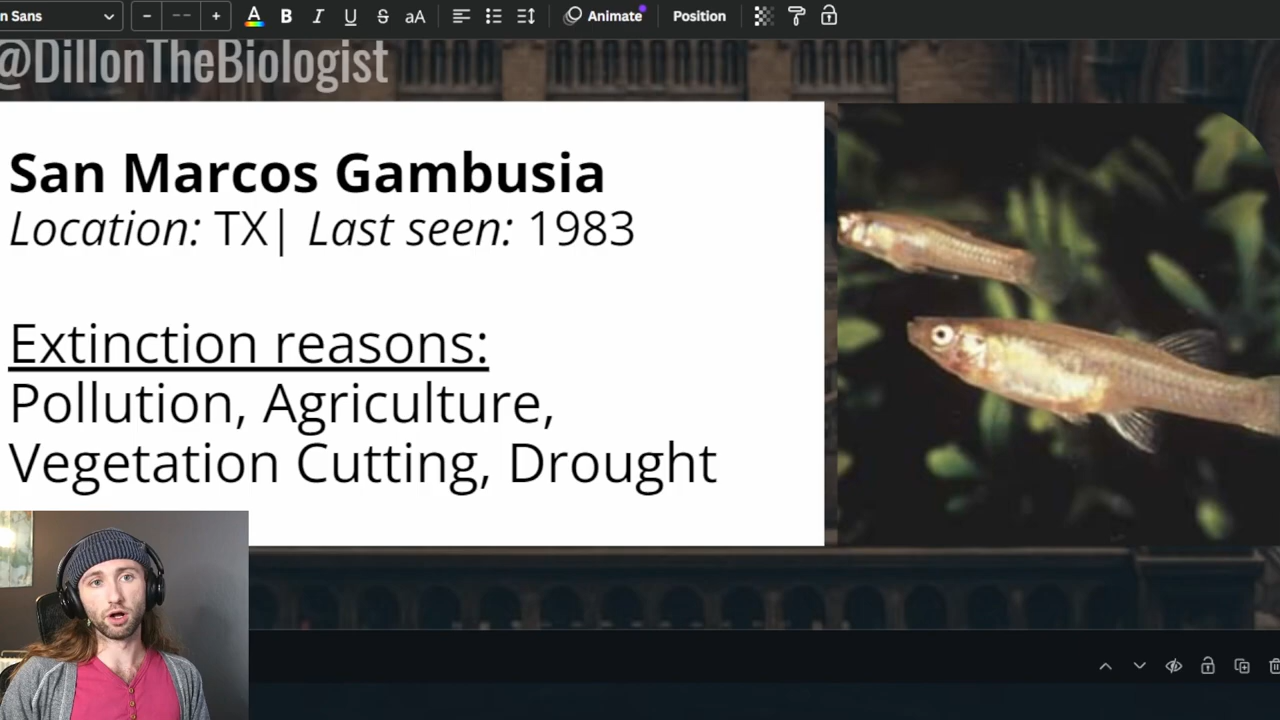 n Sans
B I U S aA Animate Position
@DillonTheBiologist
San Marcos Gambusia
Location: TX| Last seen: 1983
Extinction reasons:
Pollution, Agriculture,
Vegetation Cutting, Drought